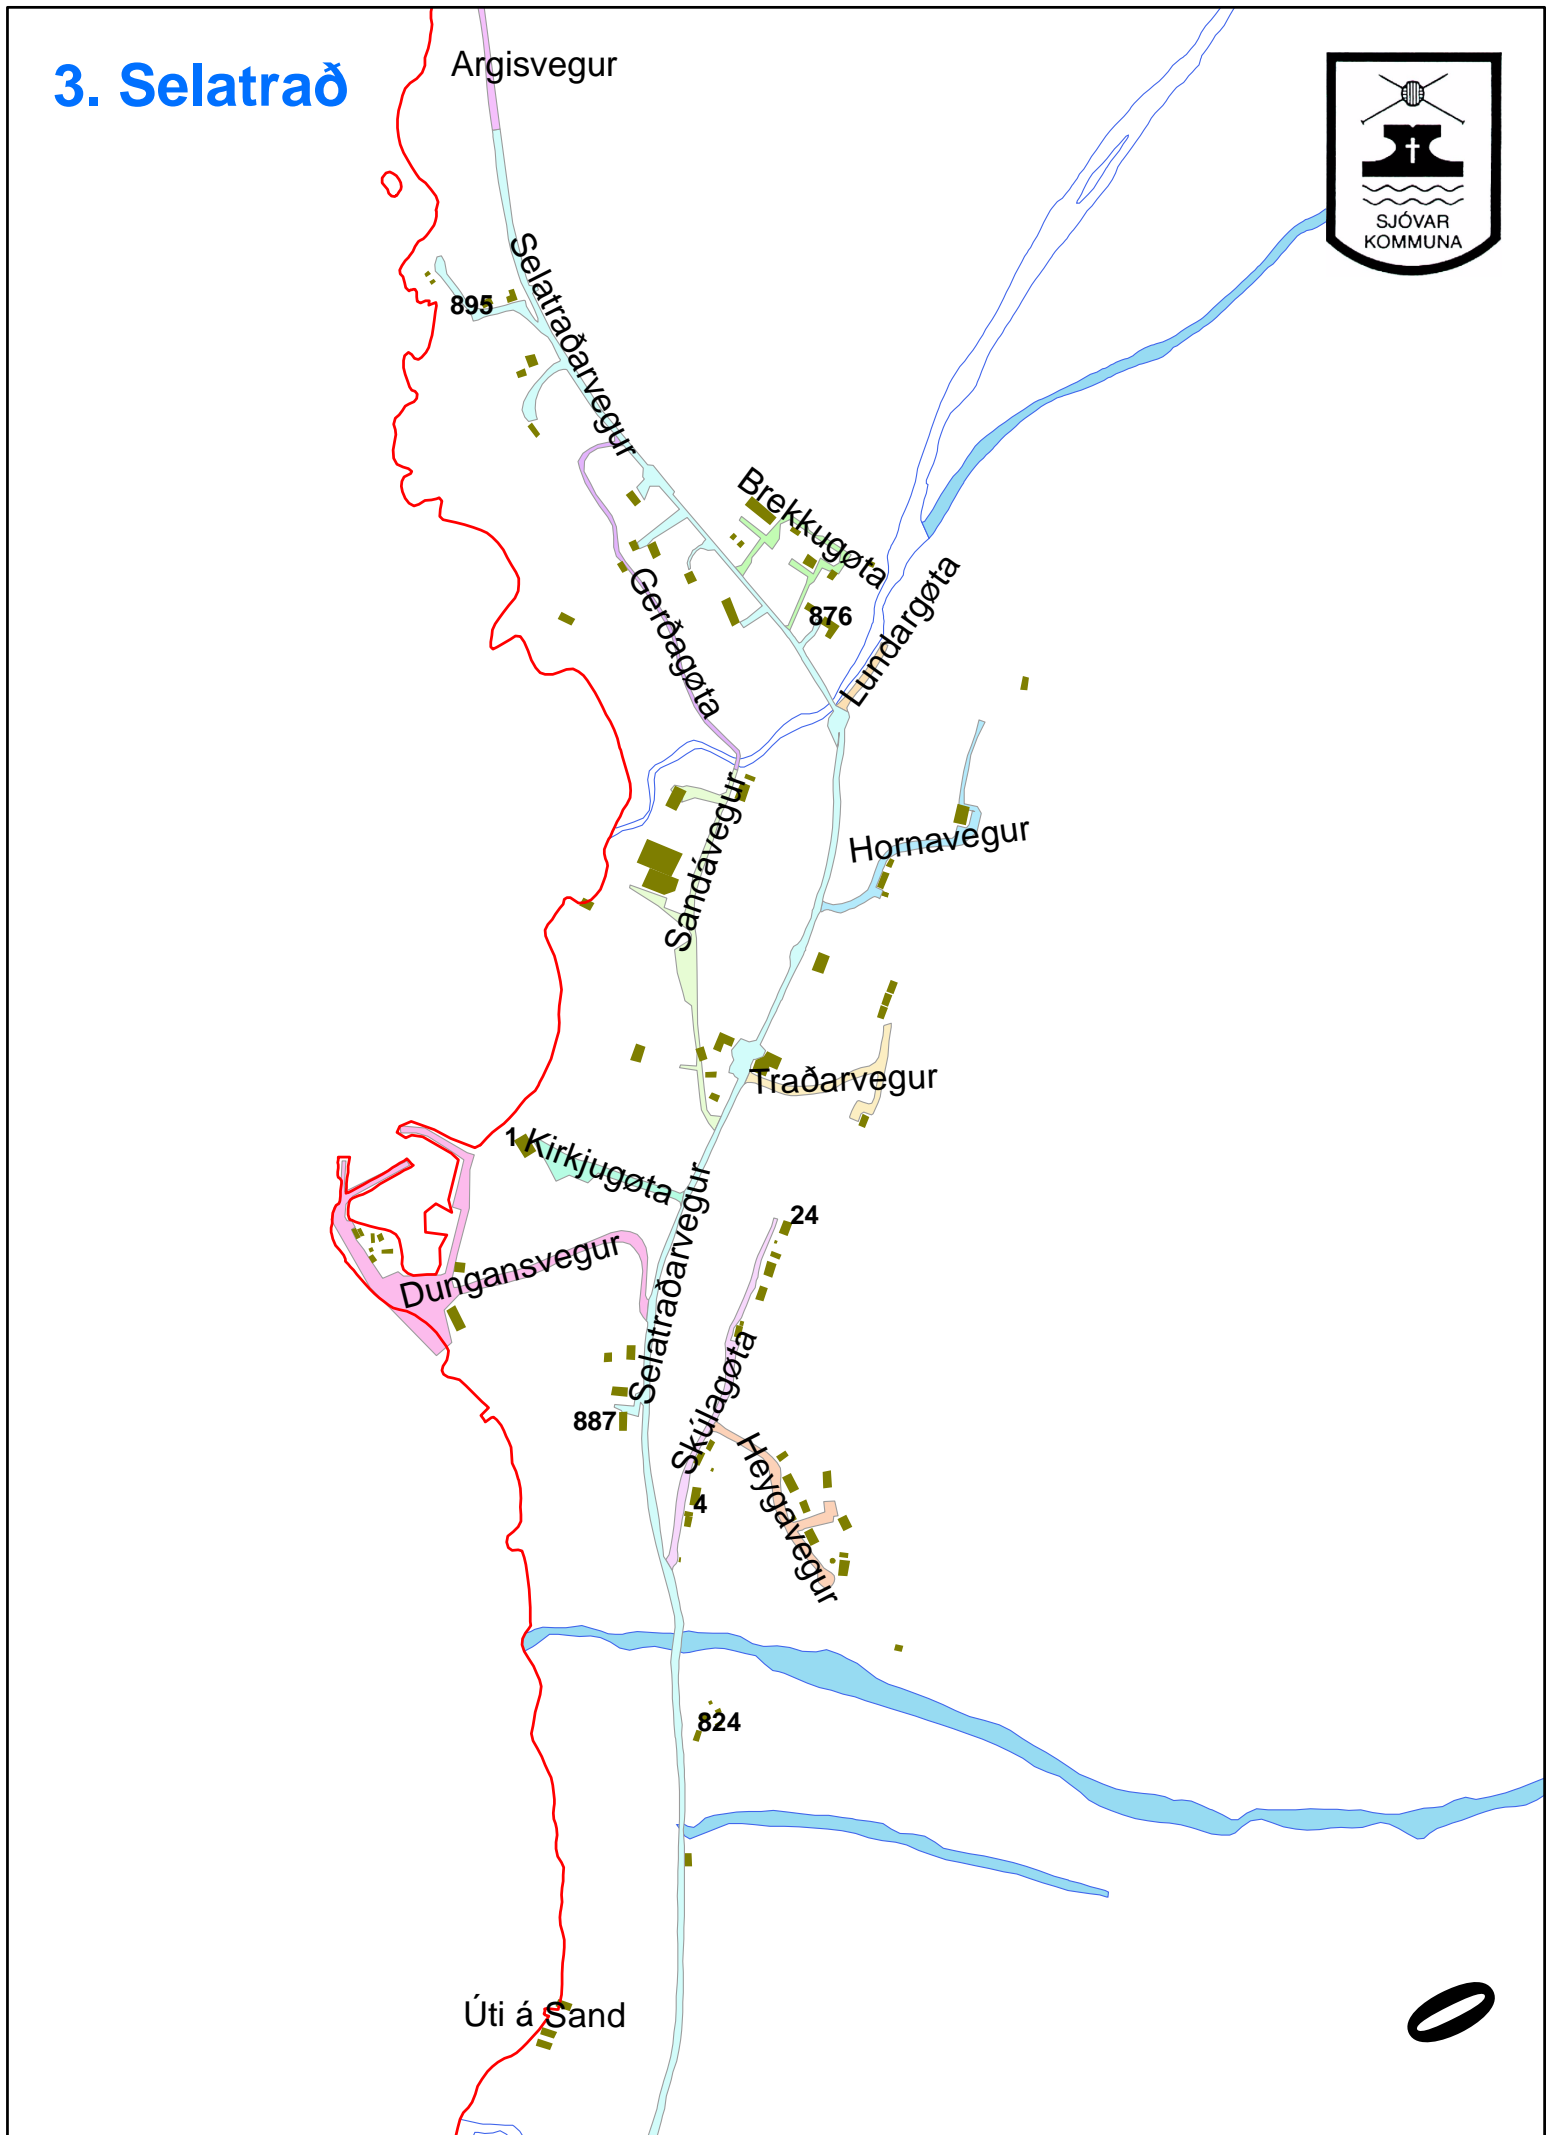 3. Selatrað
Argisvegur
SJÓVAR
KOMMUNA
Selatraðarvegur
895
Brekkugøta
Gerðagøta
876
Lundargøta
Sandávegur
Hornavegur
Traðarvegur
1
Kirkjugøta
24
Dungansvegur
Selatraðarvegur
Skúlagøta
887
Heygavegur
4
824
Úti á Sand